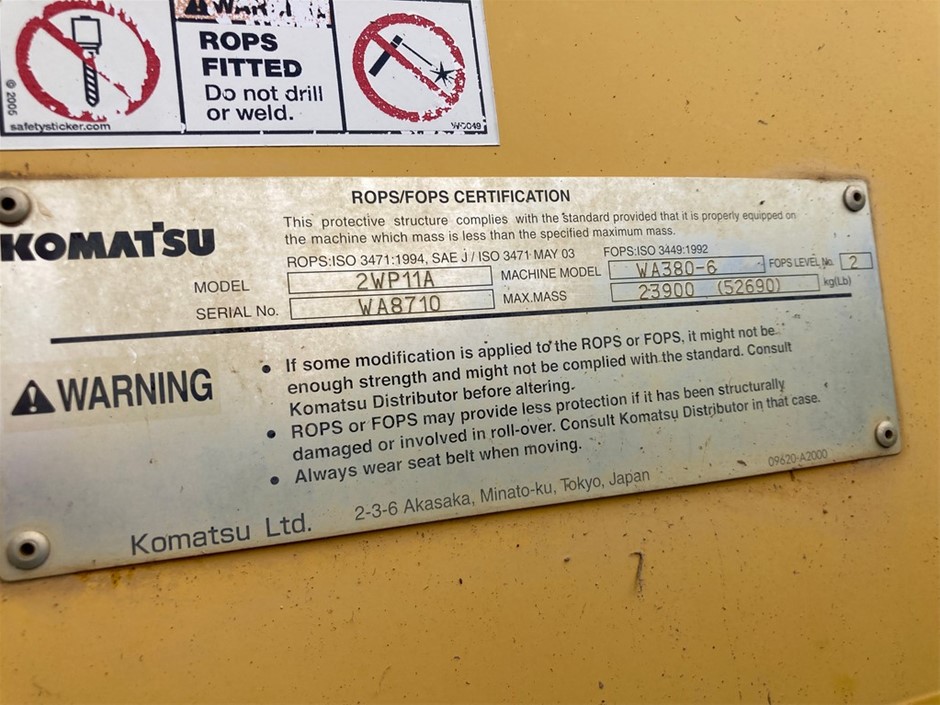 WARNING
ROPS
FITTED
Do not drill
or weld.
© 2005
safetysticker.com
ROPS/FOPS CERTIFICATION
KOMATSU
This protective structure complies with the standard provided that it is properly equipped on
the machine which mass is less than the specified maximum mass.
ROPS:ISO 3471:1994, SAE J / ISO 3471 MAY 03 FOPS:ISO 3449:1992
MODEL 2WP11A MACHINE MODEL WA380-6 FOPS LEVEL No. 2
SERIAL No. WA8710 MAX.MASS 23900 (52690) kg(Lb)
WARNING
• If some modification is applied to the ROPS or FOPS, it might not be
enough strength and might not be complied with the standard. Consult
Komatsu Distributor before altering.
• ROPS or FOPS may provide less protection if it has been structurally
damaged or involved in roll-over. Consult Komatsu Distributor in that case.
• Always wear seat belt when moving.
09620-A2000
Komatsu Ltd. 2-3-6 Akasaka, Minato-ku, Tokyo, Japan